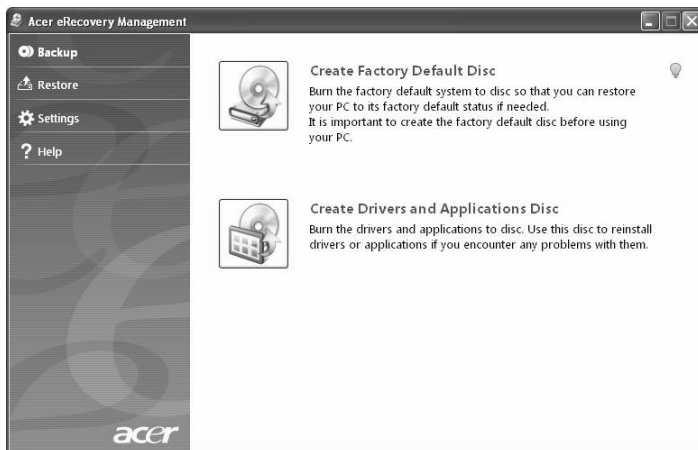 Acer eRecovery Management
Backup
Restore
Settings
? Help
Create Factory Default Disc
Burn the factory default system to disc so that you can restore
your PC to its factory default status if needed.
It is important to create the factory default disc before using
your PC.
Create Drivers and Applications Disc
Burn the drivers and applications to disc. Use this disc to reinstall
drivers or applications if you encounter any problems with them.
acer